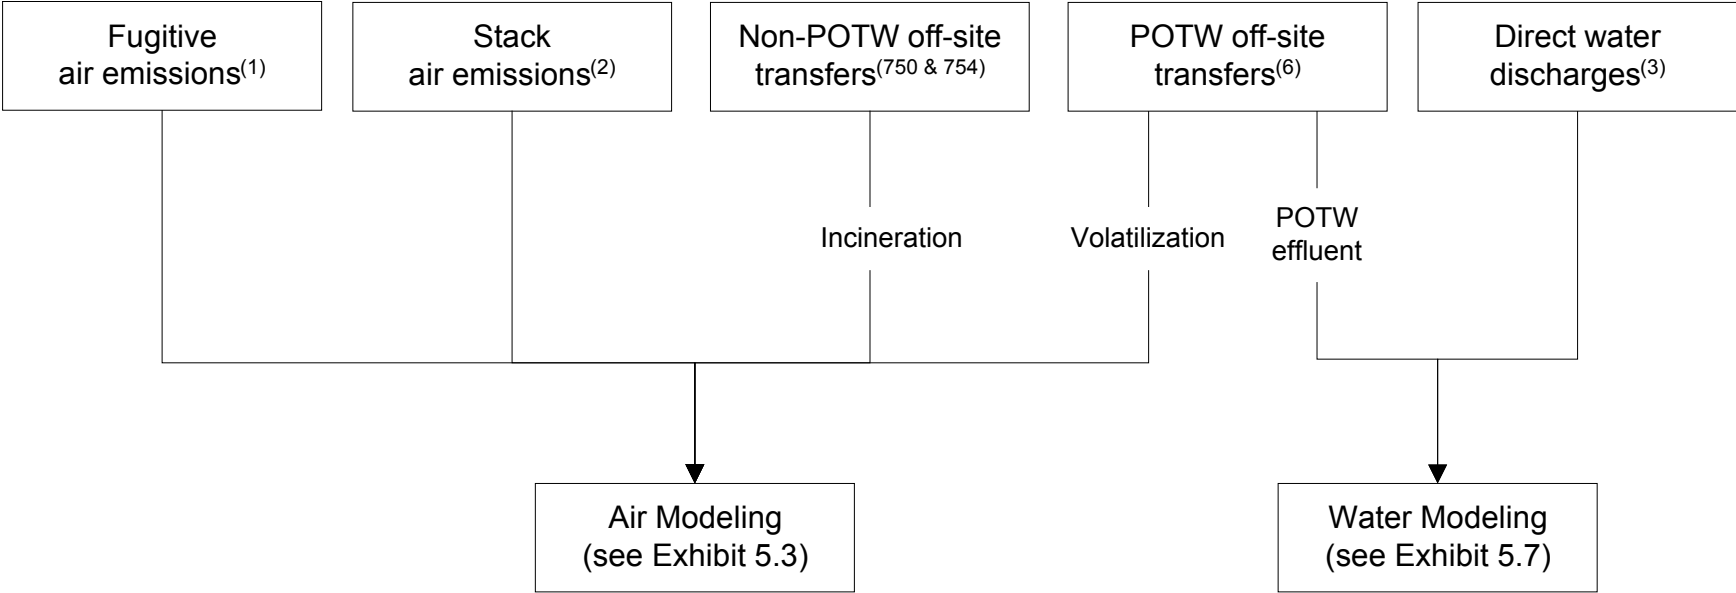 Fugitive
air emissions(1)
Stack
air emissions(2)
Non-POTW off-site
transfers(750 & 754)
POTW off-site
transfers(6)
Direct water
discharges(3)
Incineration
Volatilization
POTW
effluent
Air Modeling
(see Exhibit 5.3)
Water Modeling
(see Exhibit 5.7)